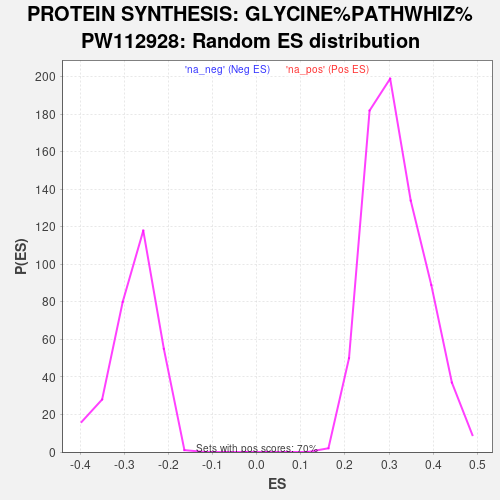 PROTEIN SYNTHESIS: GLYCINE%PATHWHIZ%
PW112928: Random ES distribution
'na_neg' (Neg ES) 'na_pos' (Pos ES)
200
180
160
140
120
100
80
60
40
20
0
P(ES)
Sets with pos scores: 70%
-0.4 -0.3 -0.2 -0.1 0.0 0.1 0.2 0.3 0.4 0.5
ES